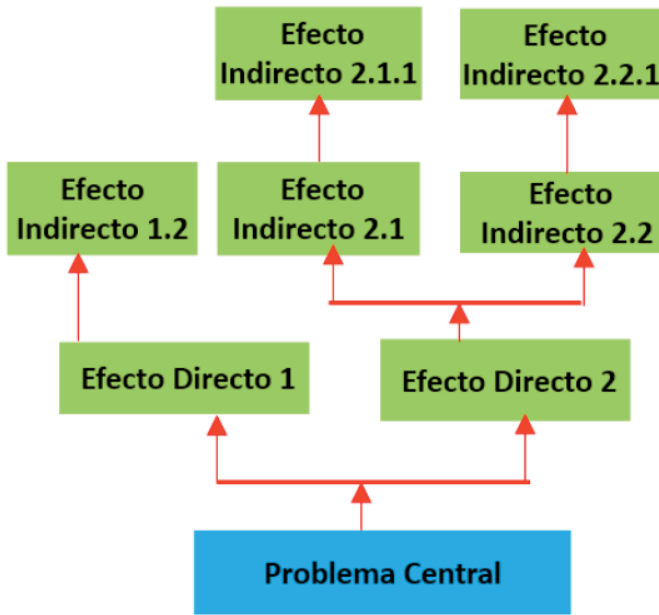 Efecto
Indirecto 2.1.1
Efecto
Indirecto 2.2.1
Efecto
Indirecto 1.2
Efecto
Indirecto 2.1
Efecto
Indirecto 2.2
Efecto Directo 1
Efecto Directo 2
Problema Central